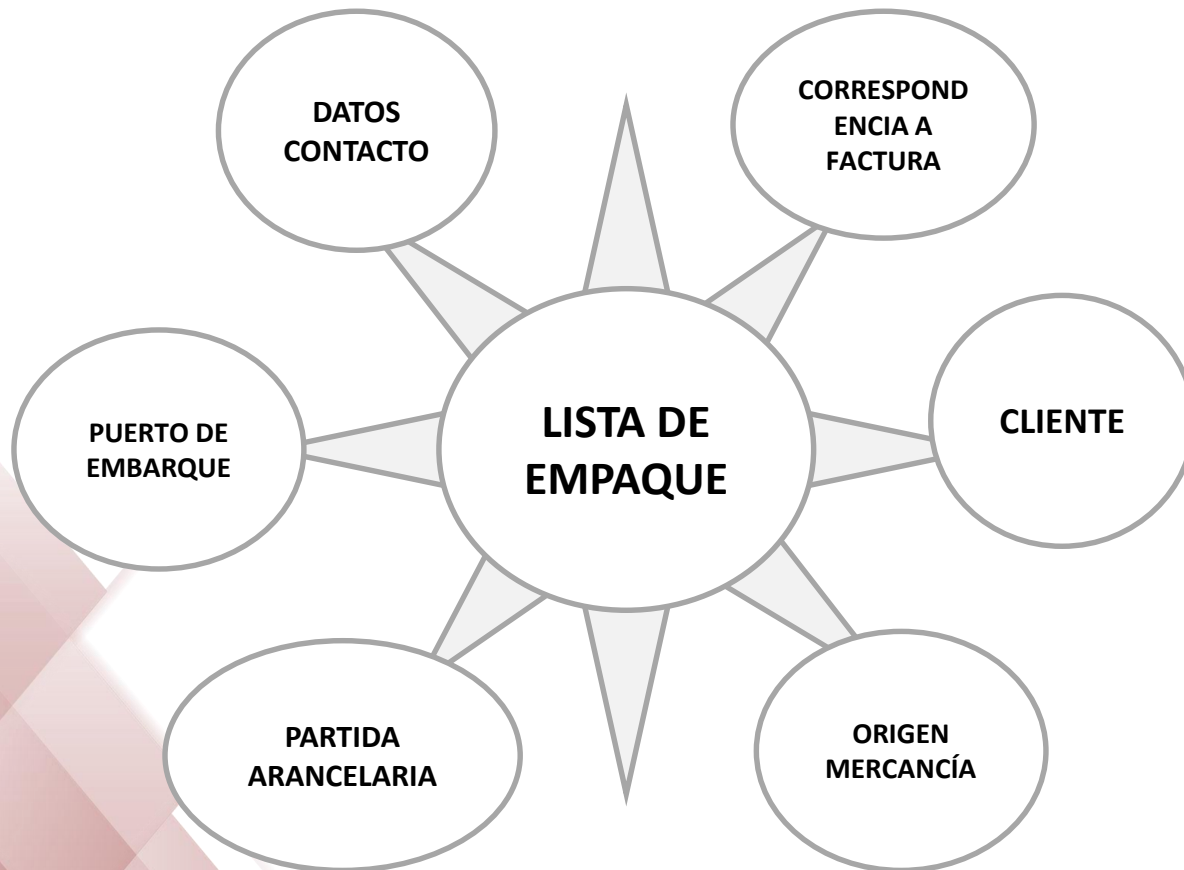 DATOS
CONTACTO
CORRESPOND
ENCIA A
FACTURA
PUERTO DE
EMBARQUE
LISTA DE
EMPAQUE
CLIENTE
PARTIDA
ARANCELARIA
ORIGEN
MERCANCÍA